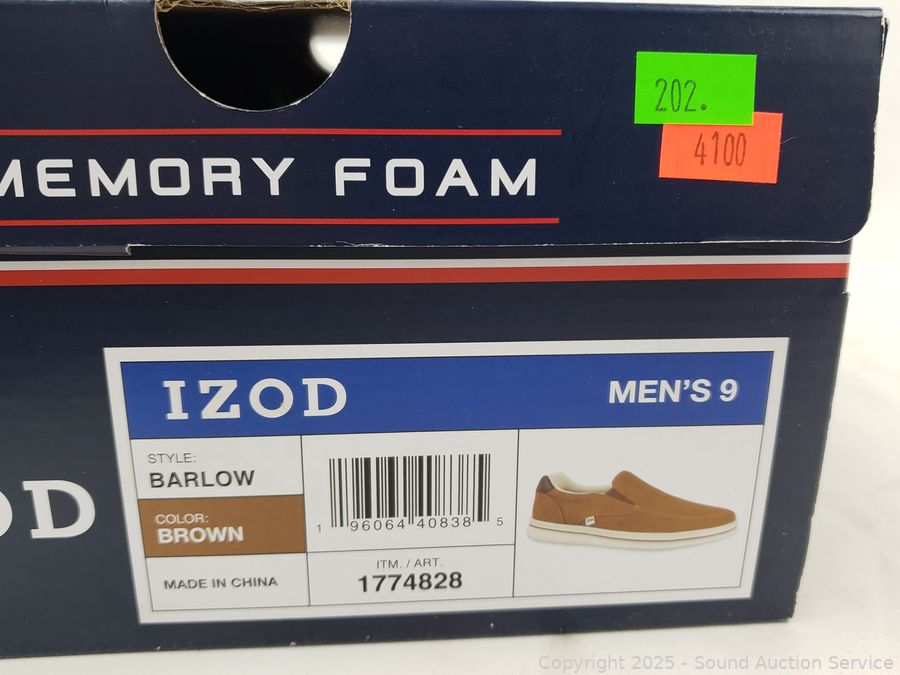 202.
4100
MEMORY FOAM
IZOD
MEN'S 9
STYLE:
BARLOW
COLOR:
BROWN
MADE IN CHINA
1 96064 40838 5
ITM. / ART.
1774828
OD
Copyright 2025 - Sound Auction Service